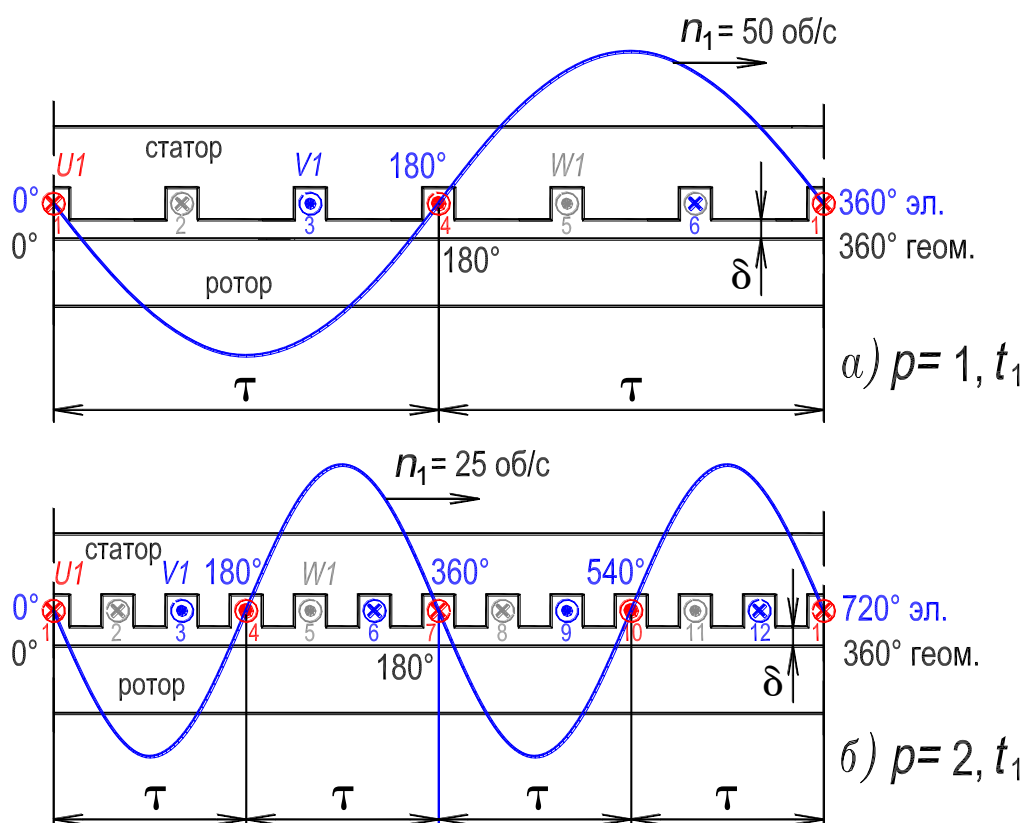 n₁ = 50 об/с
статор
U1 V1 180° W1
0° 360° эл.
1 2 3 4 5 6 1
0° 180° 360° геом.
δ
ротор
а) p= 1, t₁
τ τ
n₁ = 25 об/с
статор
U1 V1 180° W1 360° 540°
0° 720° эл.
1 2 3 4 5 6 7 8 9 10 11 12 1
0° 180° 360° геом.
δ
ротор
б) p= 2, t₁
τ τ τ τ